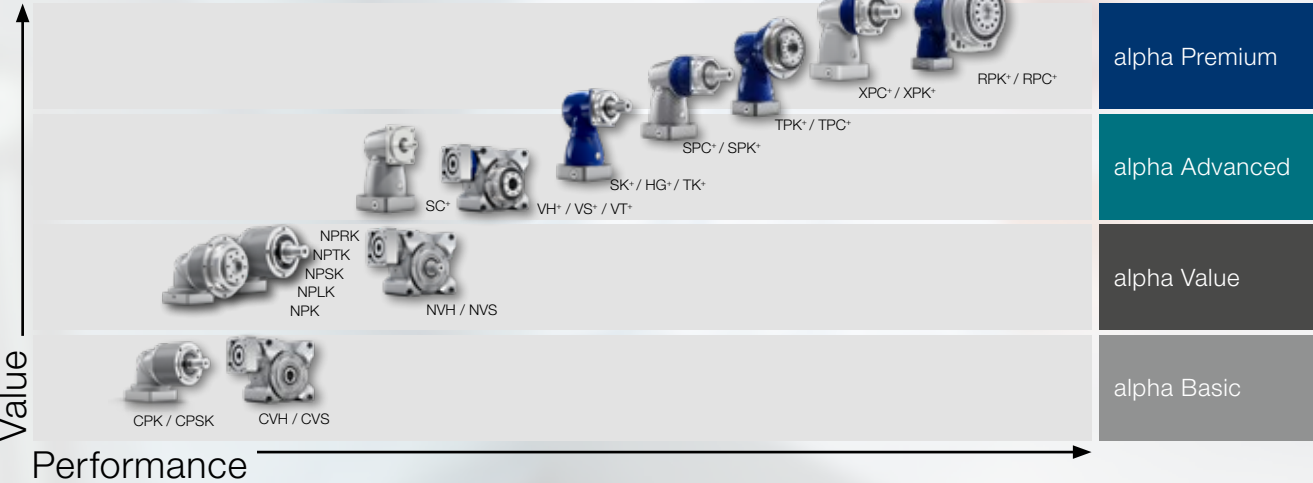 alpha Premium
RPK⁺ / RPC⁺
XPC⁺ / XPK⁺
TPK⁺ / TPC⁺
alpha Advanced
SPC⁺ / SPK⁺
SK⁺ / HG⁺ / TK⁺
SC⁺
VH⁺ / VS⁺ / VT⁺
NPRK
NPTK
NPSK
NPLK
NPK
NVH / NVS
alpha Value
CPK / CPSK
CVH / CVS
alpha Basic
Value
Performance